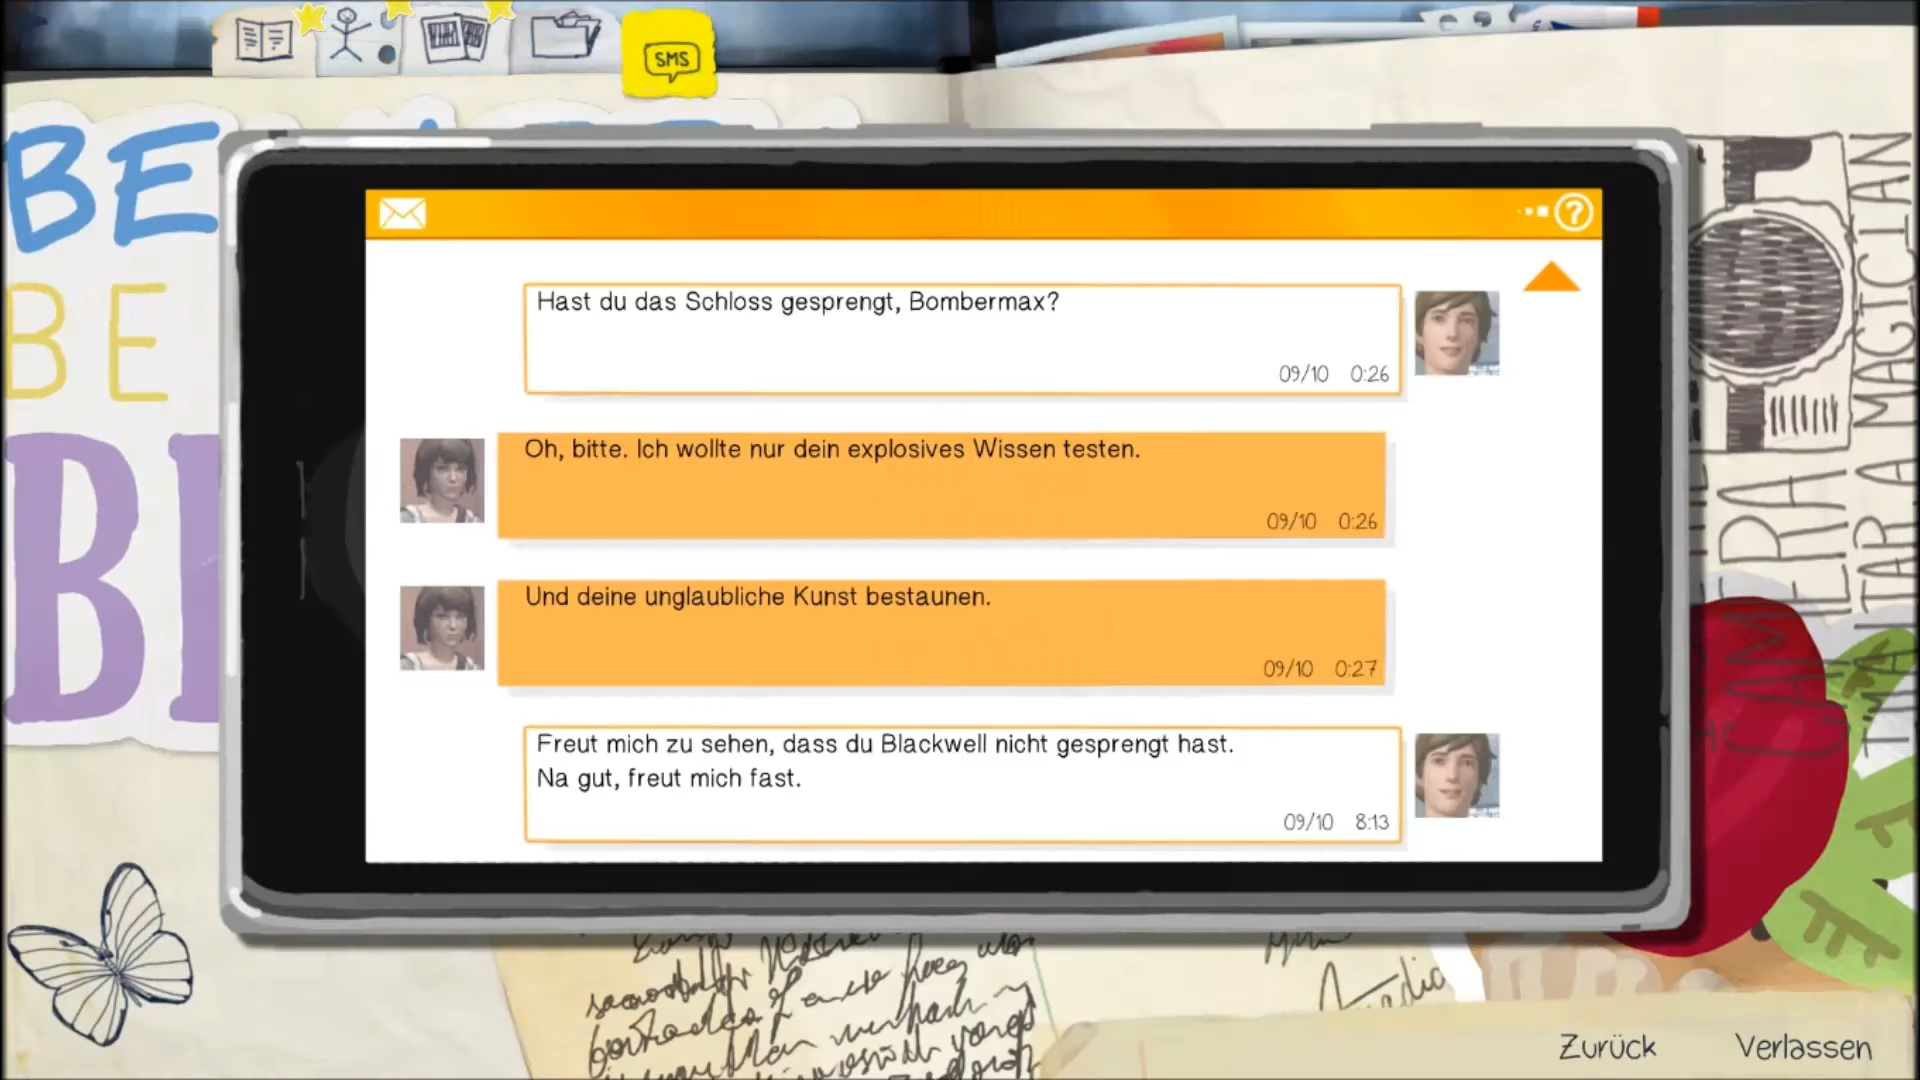 SMS
BE
BE
Hast du das Schloss gesprengt, Bombermax?
09/10 0:26
Oh, bitte. Ich wollte nur dein explosives Wissen testen.
09/10 0:26
Und deine unglaubliche Kunst bestaunen.
09/10 0:27
Freut mich zu sehen, dass du Blackwell nicht gesprengt hast.
Na gut, freut mich fast.
09/10 8:13
CAMERA
MAGICIAN
Zurück
Verlassen